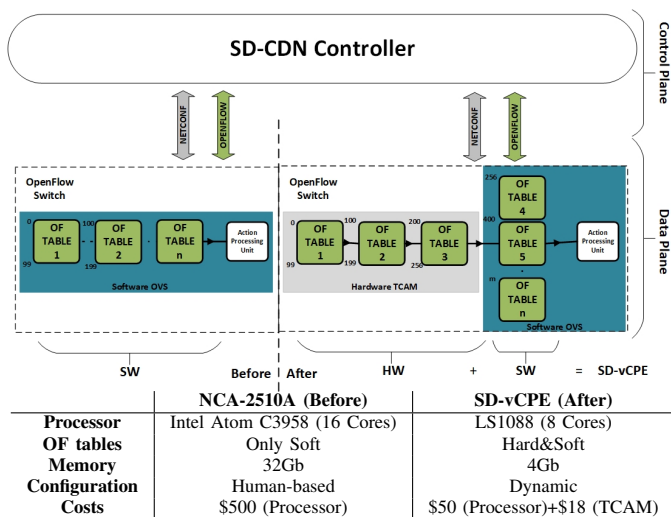 SD-CDN Controller
Control Plane
NETCONF
OPENFLOW
NETCONF
OPENFLOW
Data Plane
OpenFlow
Switch
0
OF
TABLE
1
99
100
OF
TABLE
2
199
OF
TABLE
n
Action
Processing
Unit
Software OVS
OpenFlow
Switch
0
OF
TABLE
1
99
100
OF
TABLE
2
199
200
OF
TABLE
3
256
Hardware TCAM
256
OF
TABLE
4
400
OF
TABLE
5
m
OF
TABLE
n
Action
Processing
Unit
Software OVS
SW
Before
After
HW
+
SW
=
SD-vCPE
NCA-2510A (Before) SD-vCPE (After)
Processor Intel Atom C3958 (16 Cores) LS1088 (8 Cores)
OF tables Only Soft Hard&Soft
Memory 32Gb 4Gb
Configuration Human-based Dynamic
Costs $500 (Processor) $50 (Processor)+$18 (TCAM)